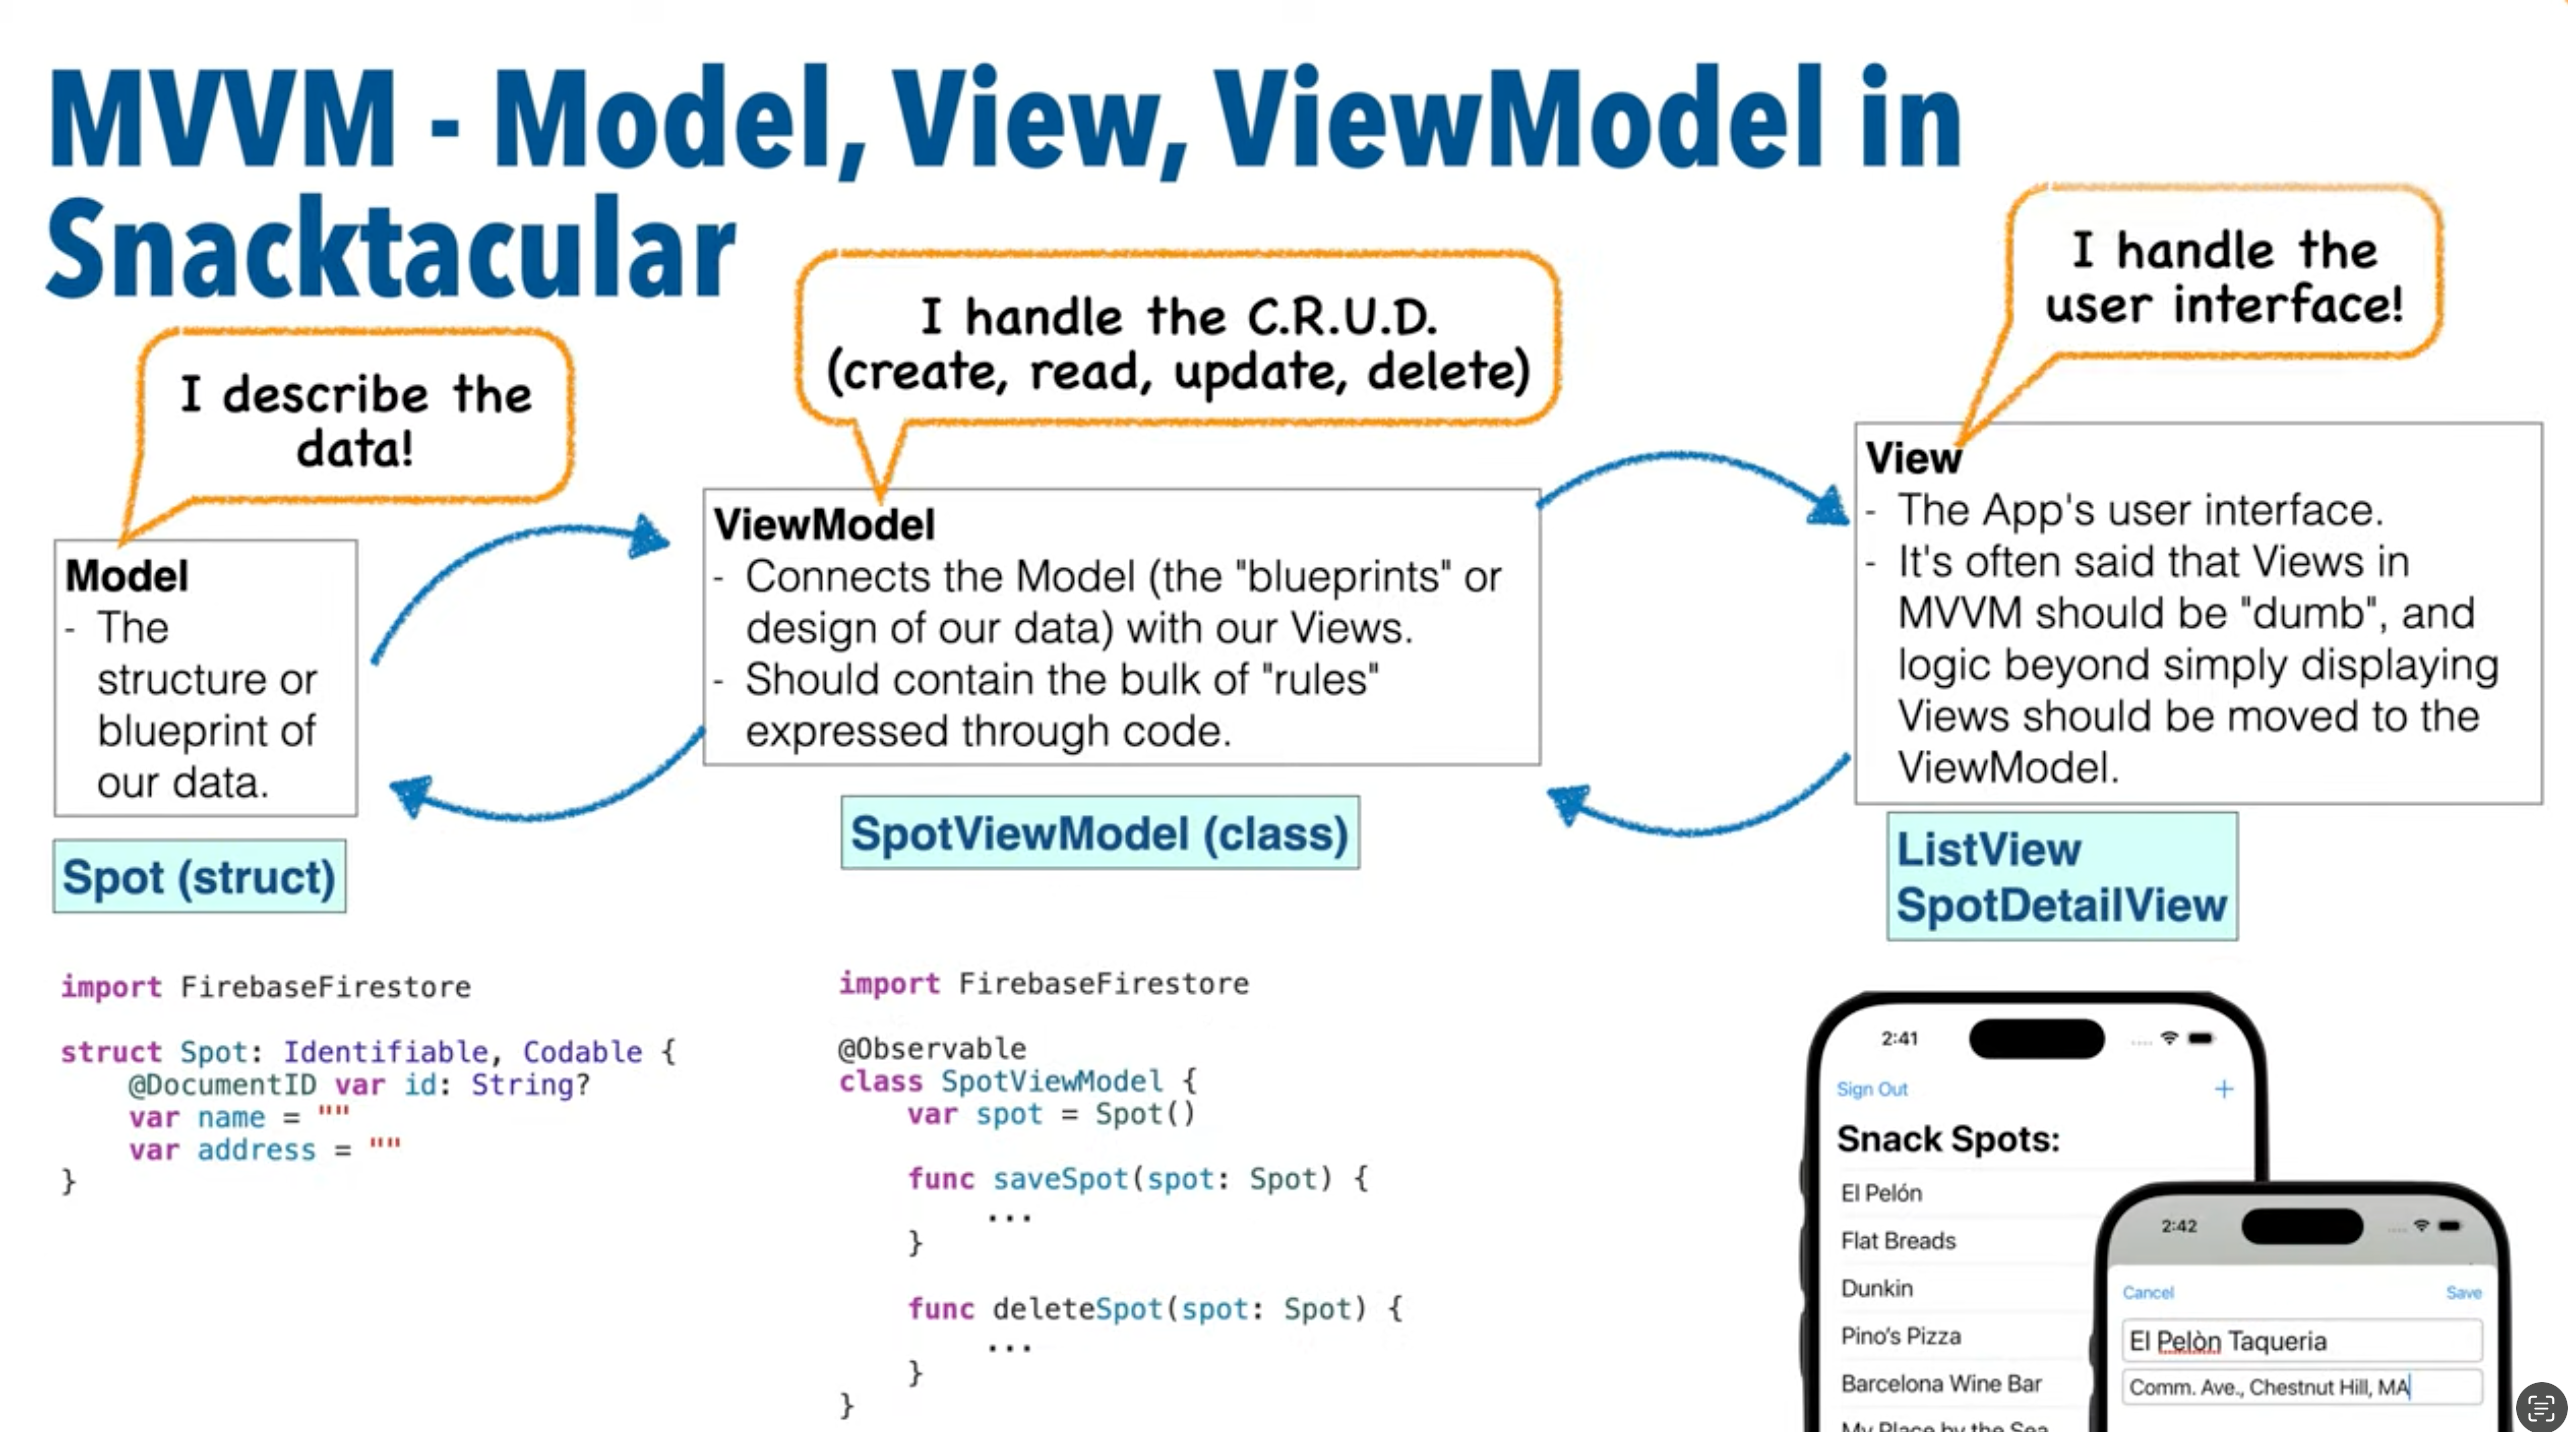 MVVM - Model, View, ViewModel in
Snacktacular
I describe the
data!
I handle the C.R.U.D.
(create, read, update, delete)
I handle the
user interface!
Model
- The
structure or
blueprint of
our data.
Spot (struct)
ViewModel
- Connects the Model (the "blueprints" or
design of our data) with our Views.
- Should contain the bulk of "rules"
expressed through code.
SpotViewModel (class)
View
- The App's user interface.
- It's often said that Views in
MVVM should be "dumb", and
logic beyond simply displaying
Views should be moved to the
ViewModel.
ListView
SpotDetailView
import FirebaseFirestore
struct Spot: Identifiable, Codable {
@DocumentID var id: String?
var name = ""
var address = ""
}
import FirebaseFirestore
@Observable
class SpotViewModel {
var spot = Spot()
func saveSpot(spot: Spot) {
...
}
func deleteSpot(spot: Spot) {
...
}
}
2:41
Sign Out +
Snack Spots:
El Pelón
Flat Breads
Dunkin
Pino's Pizza
Barcelona Wine Bar
My Place by the Sea
2:42
Cancel Save
El Pelòn Taqueria
Comm. Ave., Chestnut Hill, MA